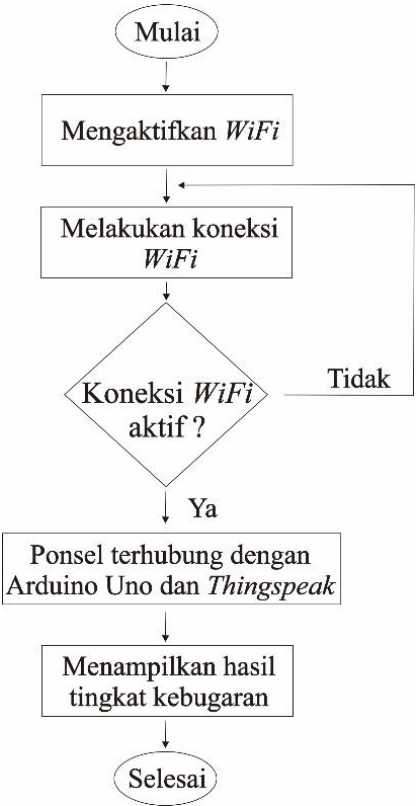 Mulai
Mengaktifkan WiFi
Melakukan koneksi
WiFi
Koneksi WiFi
aktif ?
Tidak
Ya
Ponsel terhubung dengan
Arduino Uno dan Thingspeak
Menampilkan hasil
tingkat kebugaran
Selesai